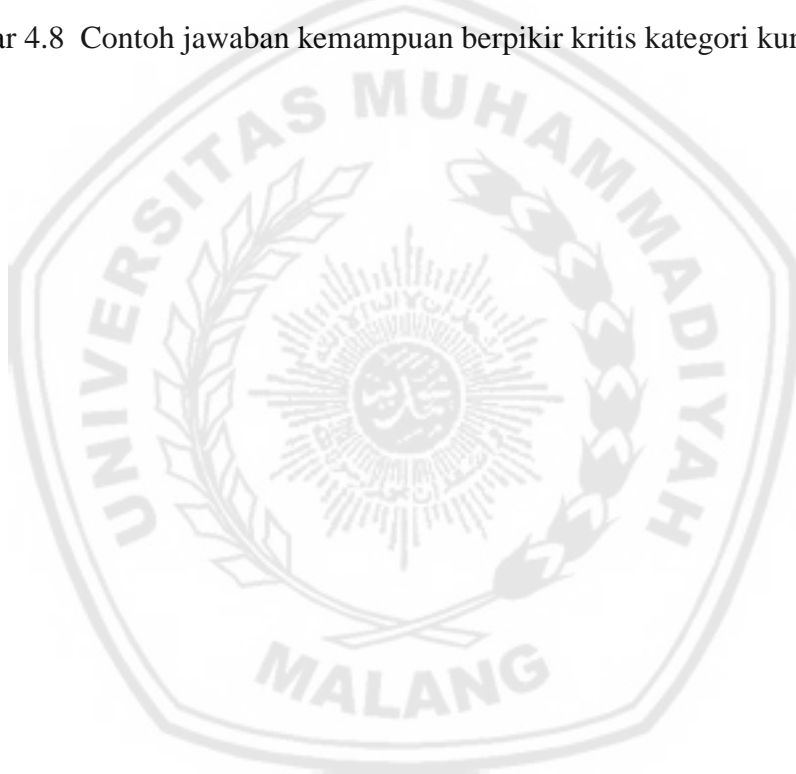 ar 4.8 Contoh jawaban kemampuan berpikir kritis kategori kur
UNIVERSITAS MUHAMMADIYAH
MALANG